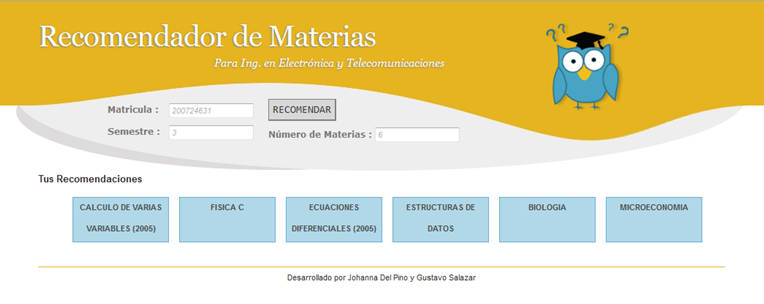 Recomendador de Materias
Para Ing. en Electrónica y Telecomunicaciones
? ? ?
Matricula : 200724631 RECOMENDAR
Semestre : 3 Número de Materias : 6
Tus Recomendaciones
CALCULO DE VARIAS VARIABLES (2005)
FISICA C
ECUACIONES DIFERENCIALES (2005)
ESTRUCTURAS DE DATOS
BIOLOGIA
MICROECONOMIA
Desarrollado por Johanna Del Pino y Gustavo Salazar